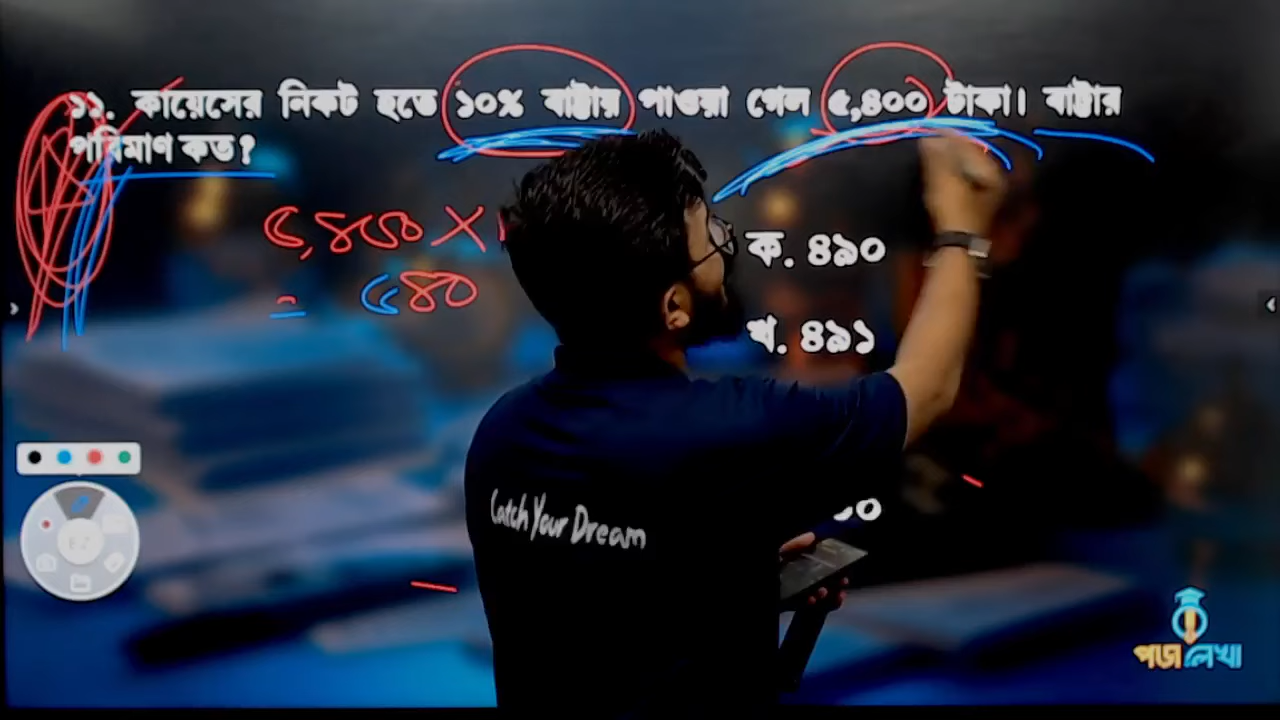 ১১. কায়েসের নিকট হতে ১০% বাট্টায় পাওয়া গেল ৫,৪০০ টাকা। বাট্টার
পরিমাণ কত?
৫,৪০০ ×
= ৫৪০
ক. ৪৯০
খ. ৪৯১
Catch Your Dream
পড়ালেখা